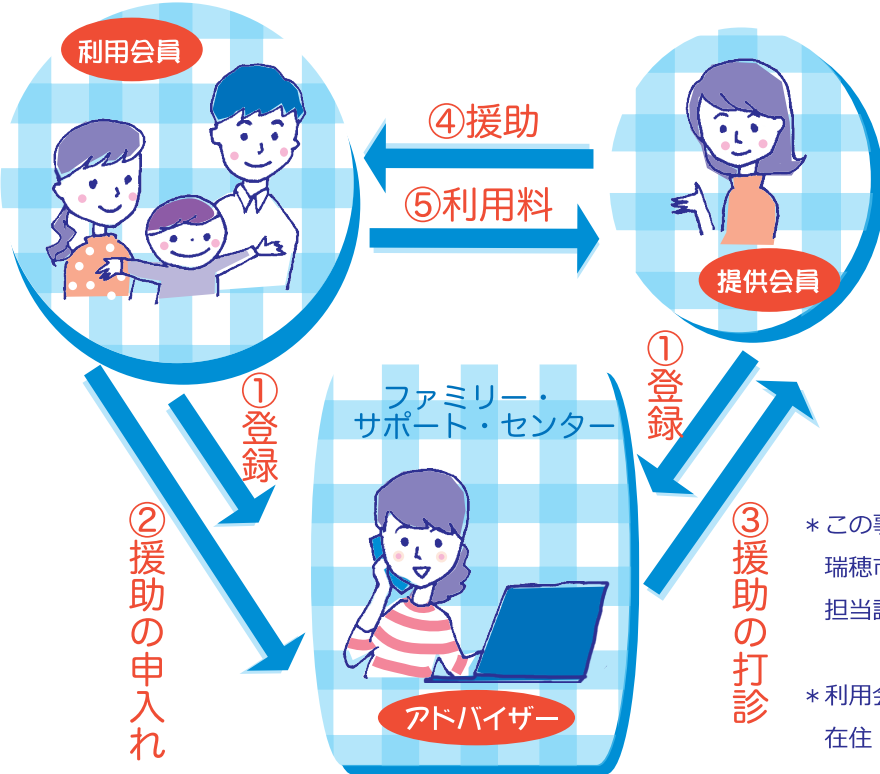 利用会員
④援助
⑤利用料
提供会員
①登録
①登録
ファミリー・
サポート・センター
②援助の申入れ
③援助の打診
アドバイザー
＊この
瑞穂市
担当
＊利用会
在住